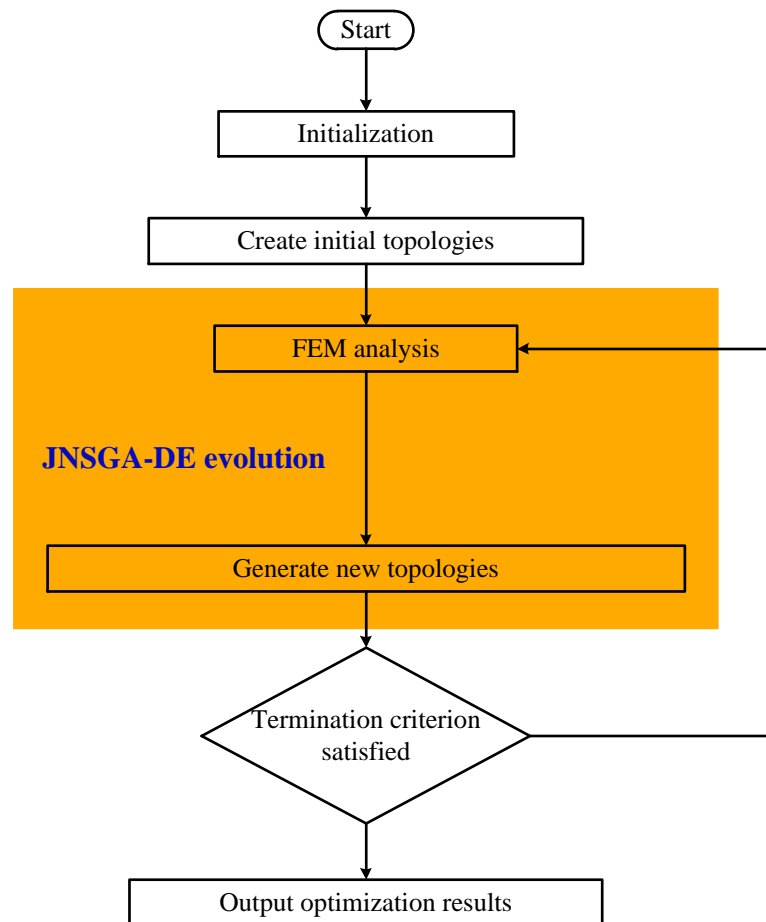 Start
Initialization
Create initial topologies
FEM analysis
JNSGA-DE evolution
Generate new topologies
Termination criterion
satisfied
Output optimization results